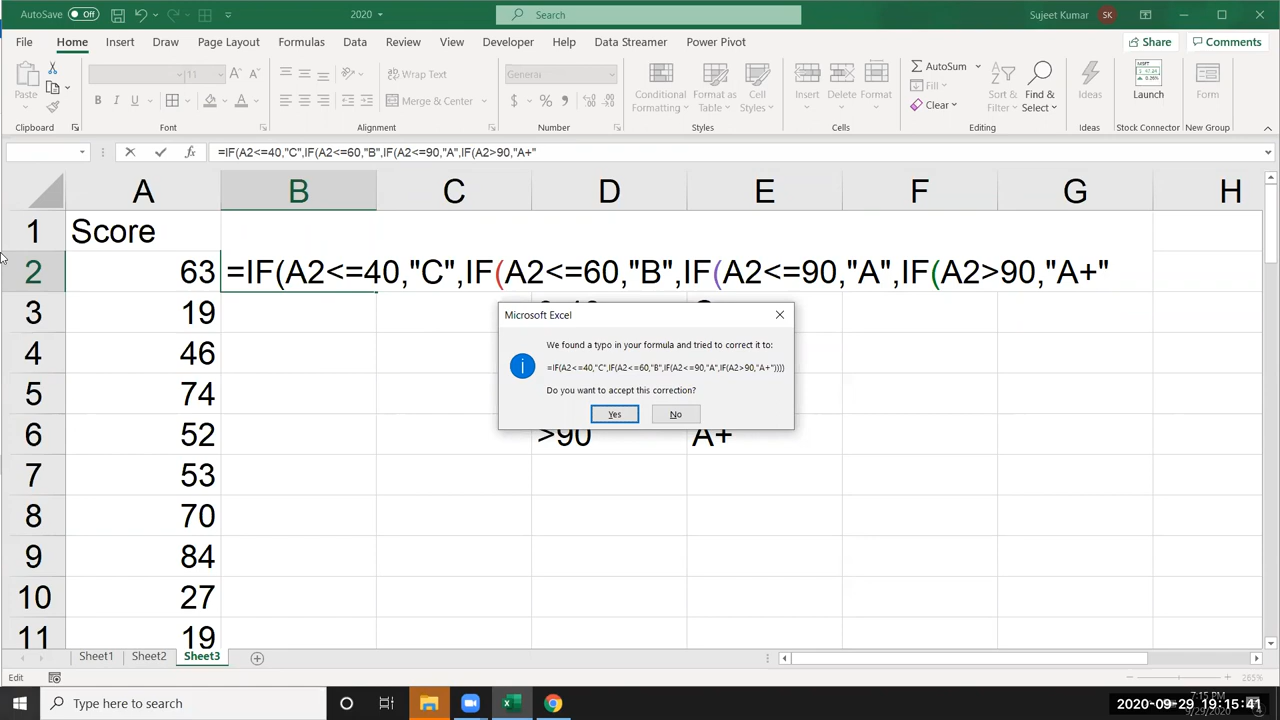 AutoSave Off 2020 Search Sujeet Kumar SK
File Home Insert Draw Page Layout Formulas Data Review View Developer Help Data Streamer Power Pivot Share Comments
Paste 11 Wrap Text General Conditional Formatting Format as Table Cell Styles Insert Delete Format AutoSum Sort & Filter Find & Select Ideas Launch Form
B I U A Merge & Center $ % Fill Clear
Clipboard Font Alignment Number Styles Cells Editing Ideas Stock Connector New Group
fx =IF(A2<=40,"C",IF(A2<=60,"B",IF(A2<=90,"A",IF(A2>90,"A+"
A B C D E F G H
1 Score
2 63 =IF(A2<=40,"C",IF(A2<=60,"B",IF(A2<=90,"A",IF(A2>90,"A+"
3 19
4 46
5 74
6 52 >90 A+
7 53
8 70
9 84
10 27
11 19
Microsoft Excel
We found a typo in your formula and tried to correct it to:
=IF(A2<=40,"C",IF(A2<=60,"B",IF(A2<=90,"A",IF(A2>90,"A+"))))
Do you want to accept this correction?
Yes No
Sheet1 Sheet2 Sheet3
Edit 265%
Type here to search 7:15 PM
2020-09-29 19:15:41